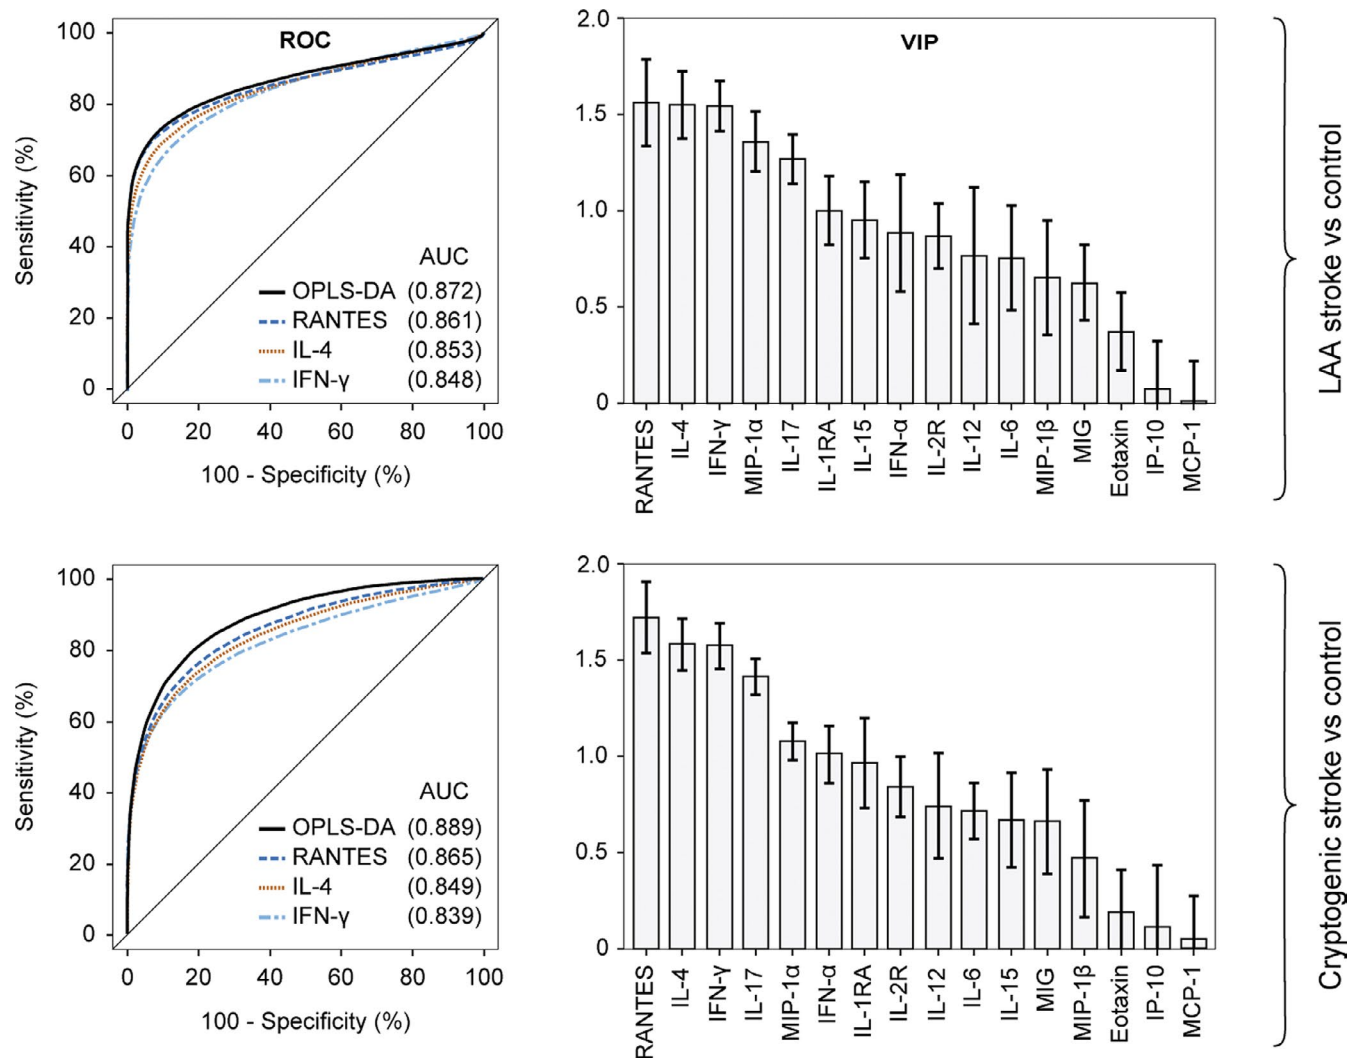 ROC
100
80
60
40
20
0
Sensitivity (%)
AUC
OPLS-DA (0.872)
RANTES (0.861)
IL-4 (0.853)
IFN-γ (0.848)
0 20 40 60 80 100
100 - Specificity (%)
VIP
2.0
1.5
1.0
0.5
0
RANTES
IL-4
IFN-γ
MIP-1α
IL-17
IL-1RA
IL-15
IFN-α
IL-2R
IL-12
IL-6
MIP-1β
MIG
Eotaxin
IP-10
MCP-1
LAA stroke vs control
100
80
60
40
20
0
Sensitivity (%)
AUC
OPLS-DA (0.889)
RANTES (0.865)
IL-4 (0.849)
IFN-γ (0.839)
0 20 40 60 80 100
100 - Specificity (%)
2.0
1.5
1.0
0.5
0
RANTES
IL-4
IFN-γ
IL-17
MIP-1α
IFN-α
IL-1RA
IL-2R
IL-12
IL-6
IL-15
MIG
MIP-1β
Eotaxin
IP-10
MCP-1
Cryptogenic stroke vs control